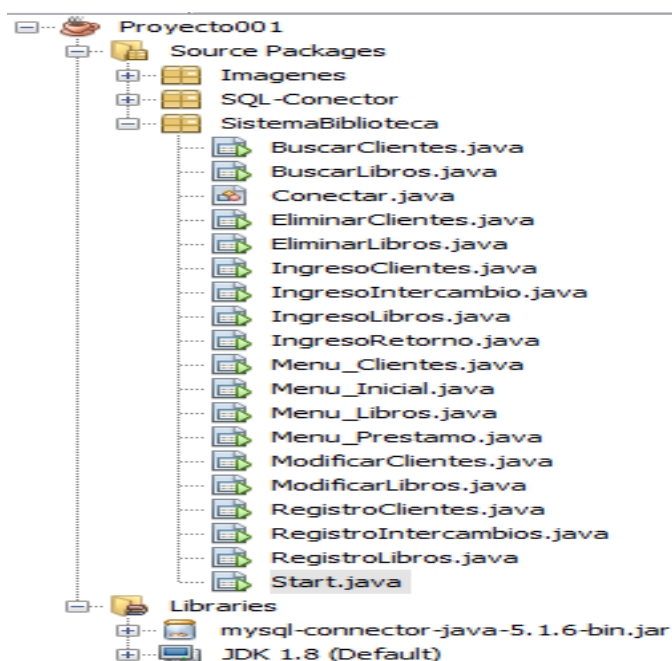 Proyecto001
Source Packages
Imagenes
SQL-Conector
SistemaBiblioteca
BuscarClientes.java
BuscarLibros.java
Conectar.java
EliminarClientes.java
EliminarLibros.java
IngresoClientes.java
IngresoIntercambio.java
IngresoLibros.java
IngresoRetorno.java
Menu_Clientes.java
Menu_Inicial.java
Menu_Libros.java
Menu_Prestamo.java
ModificarClientes.java
ModificarLibros.java
RegistroClientes.java
RegistroIntercambios.java
RegistroLibros.java
Start.java
Libraries
mysql-connector-java-5.1.6-bin.jar
JDK 1.8 (Default)